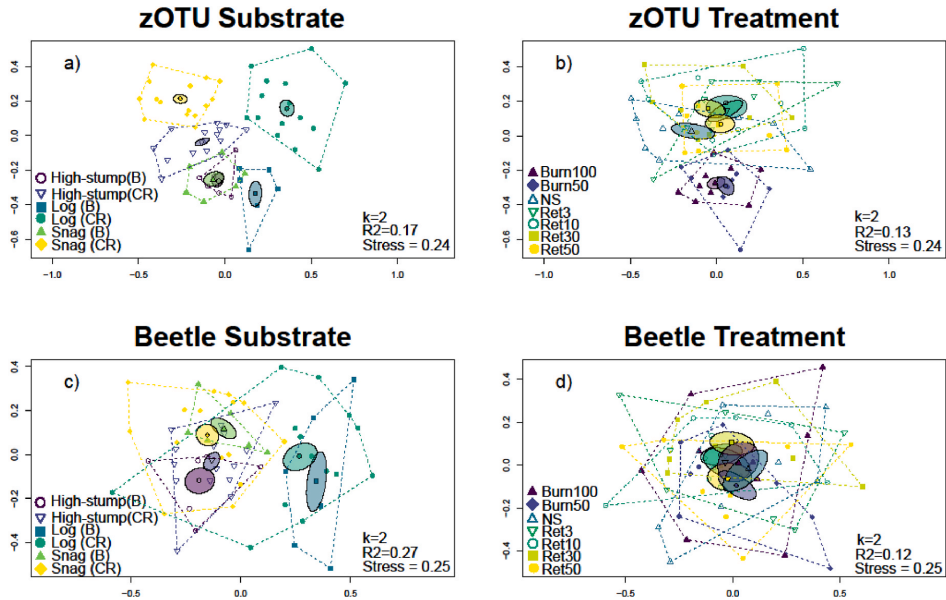 zOTU Substrate
a)
0.4
0.2
0.0
−0.2
−0.4
−0.6
High-stump(B)
High-stump(CR)
Log (B)
Log (CR)
Snag (B)
Snag (CR)
k=2
R2=0.17
Stress = 0.24
−1.0
−0.5
0.0
0.5
1.0
zOTU Treatment
b)
0.4
0.2
0.0
−0.2
−0.4
−0.6
Burn100
Burn50
NS
Ret3
Ret10
Ret30
Ret50
k=2
R2=0.13
Stress = 0.24
−1.0
−0.5
0.0
0.5
1.0
Beetle Substrate
c)
0.4
0.2
0.0
−0.2
−0.4
High-stump(B)
High-stump(CR)
Log (B)
Log (CR)
Snag (B)
Snag (CR)
k=2
R2=0.27
Stress = 0.25
−0.5
0.0
0.5
Beetle Treatment
d)
0.4
0.2
0.0
−0.2
−0.4
Burn100
Burn50
NS
Ret3
Ret10
Ret30
Ret50
k=2
R2=0.12
Stress = 0.25
−0.5
0.0
0.5